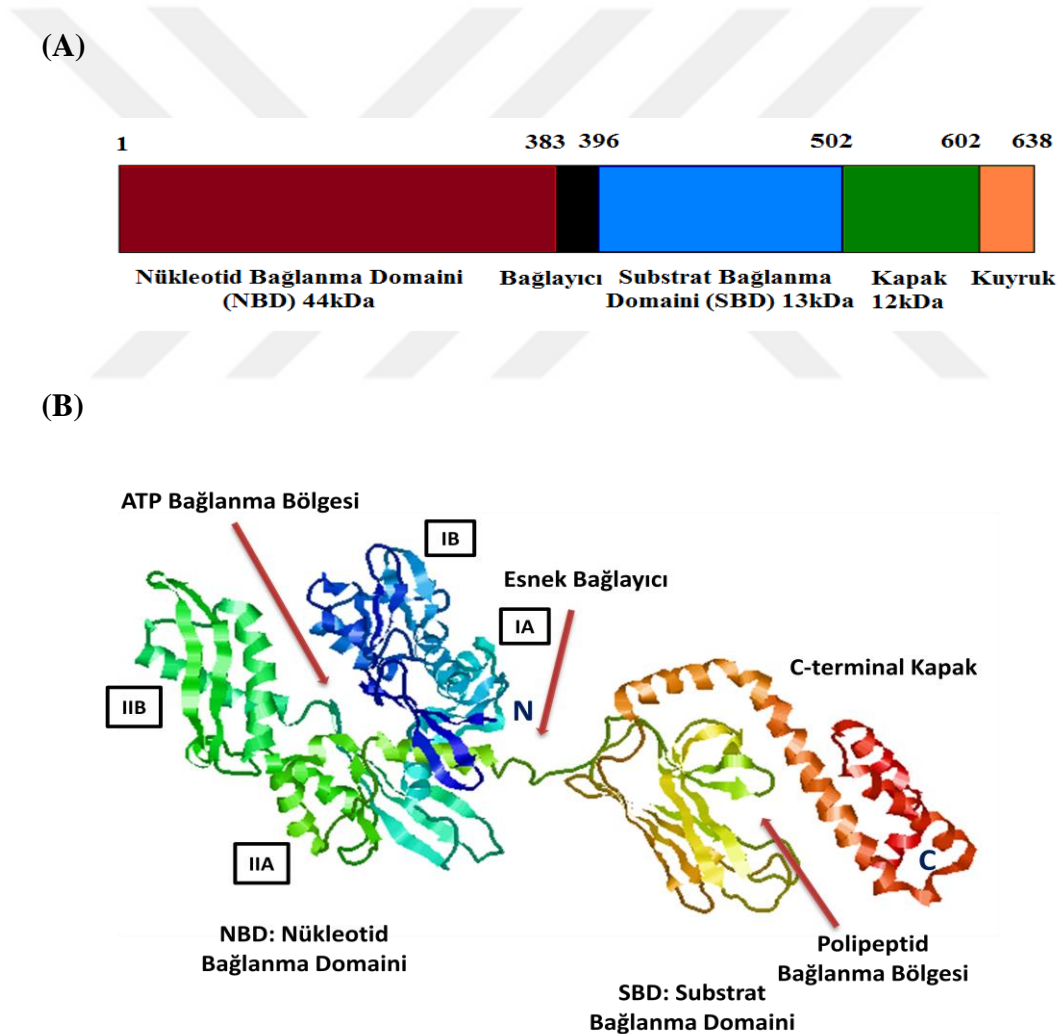 (A)
1 383 396 502 602 638
Nükleotid Bağlanma Domaini
(NBD) 44kDa
Bağlayıcı
Substrat Bağlanma
Domaini (SBD) 13kDa
Kapak
12kDa
Kuyruk
(B)
ATP Bağlanma Bölgesi
IB
Esnek Bağlayıcı
IA
C-terminal Kapak
IIB
N
IIA
C
NBD: Nükleotid
Bağlanma Domaini
Polipeptid
Bağlanma Bölgesi
SBD: Substrat
Bağlanma Domaini